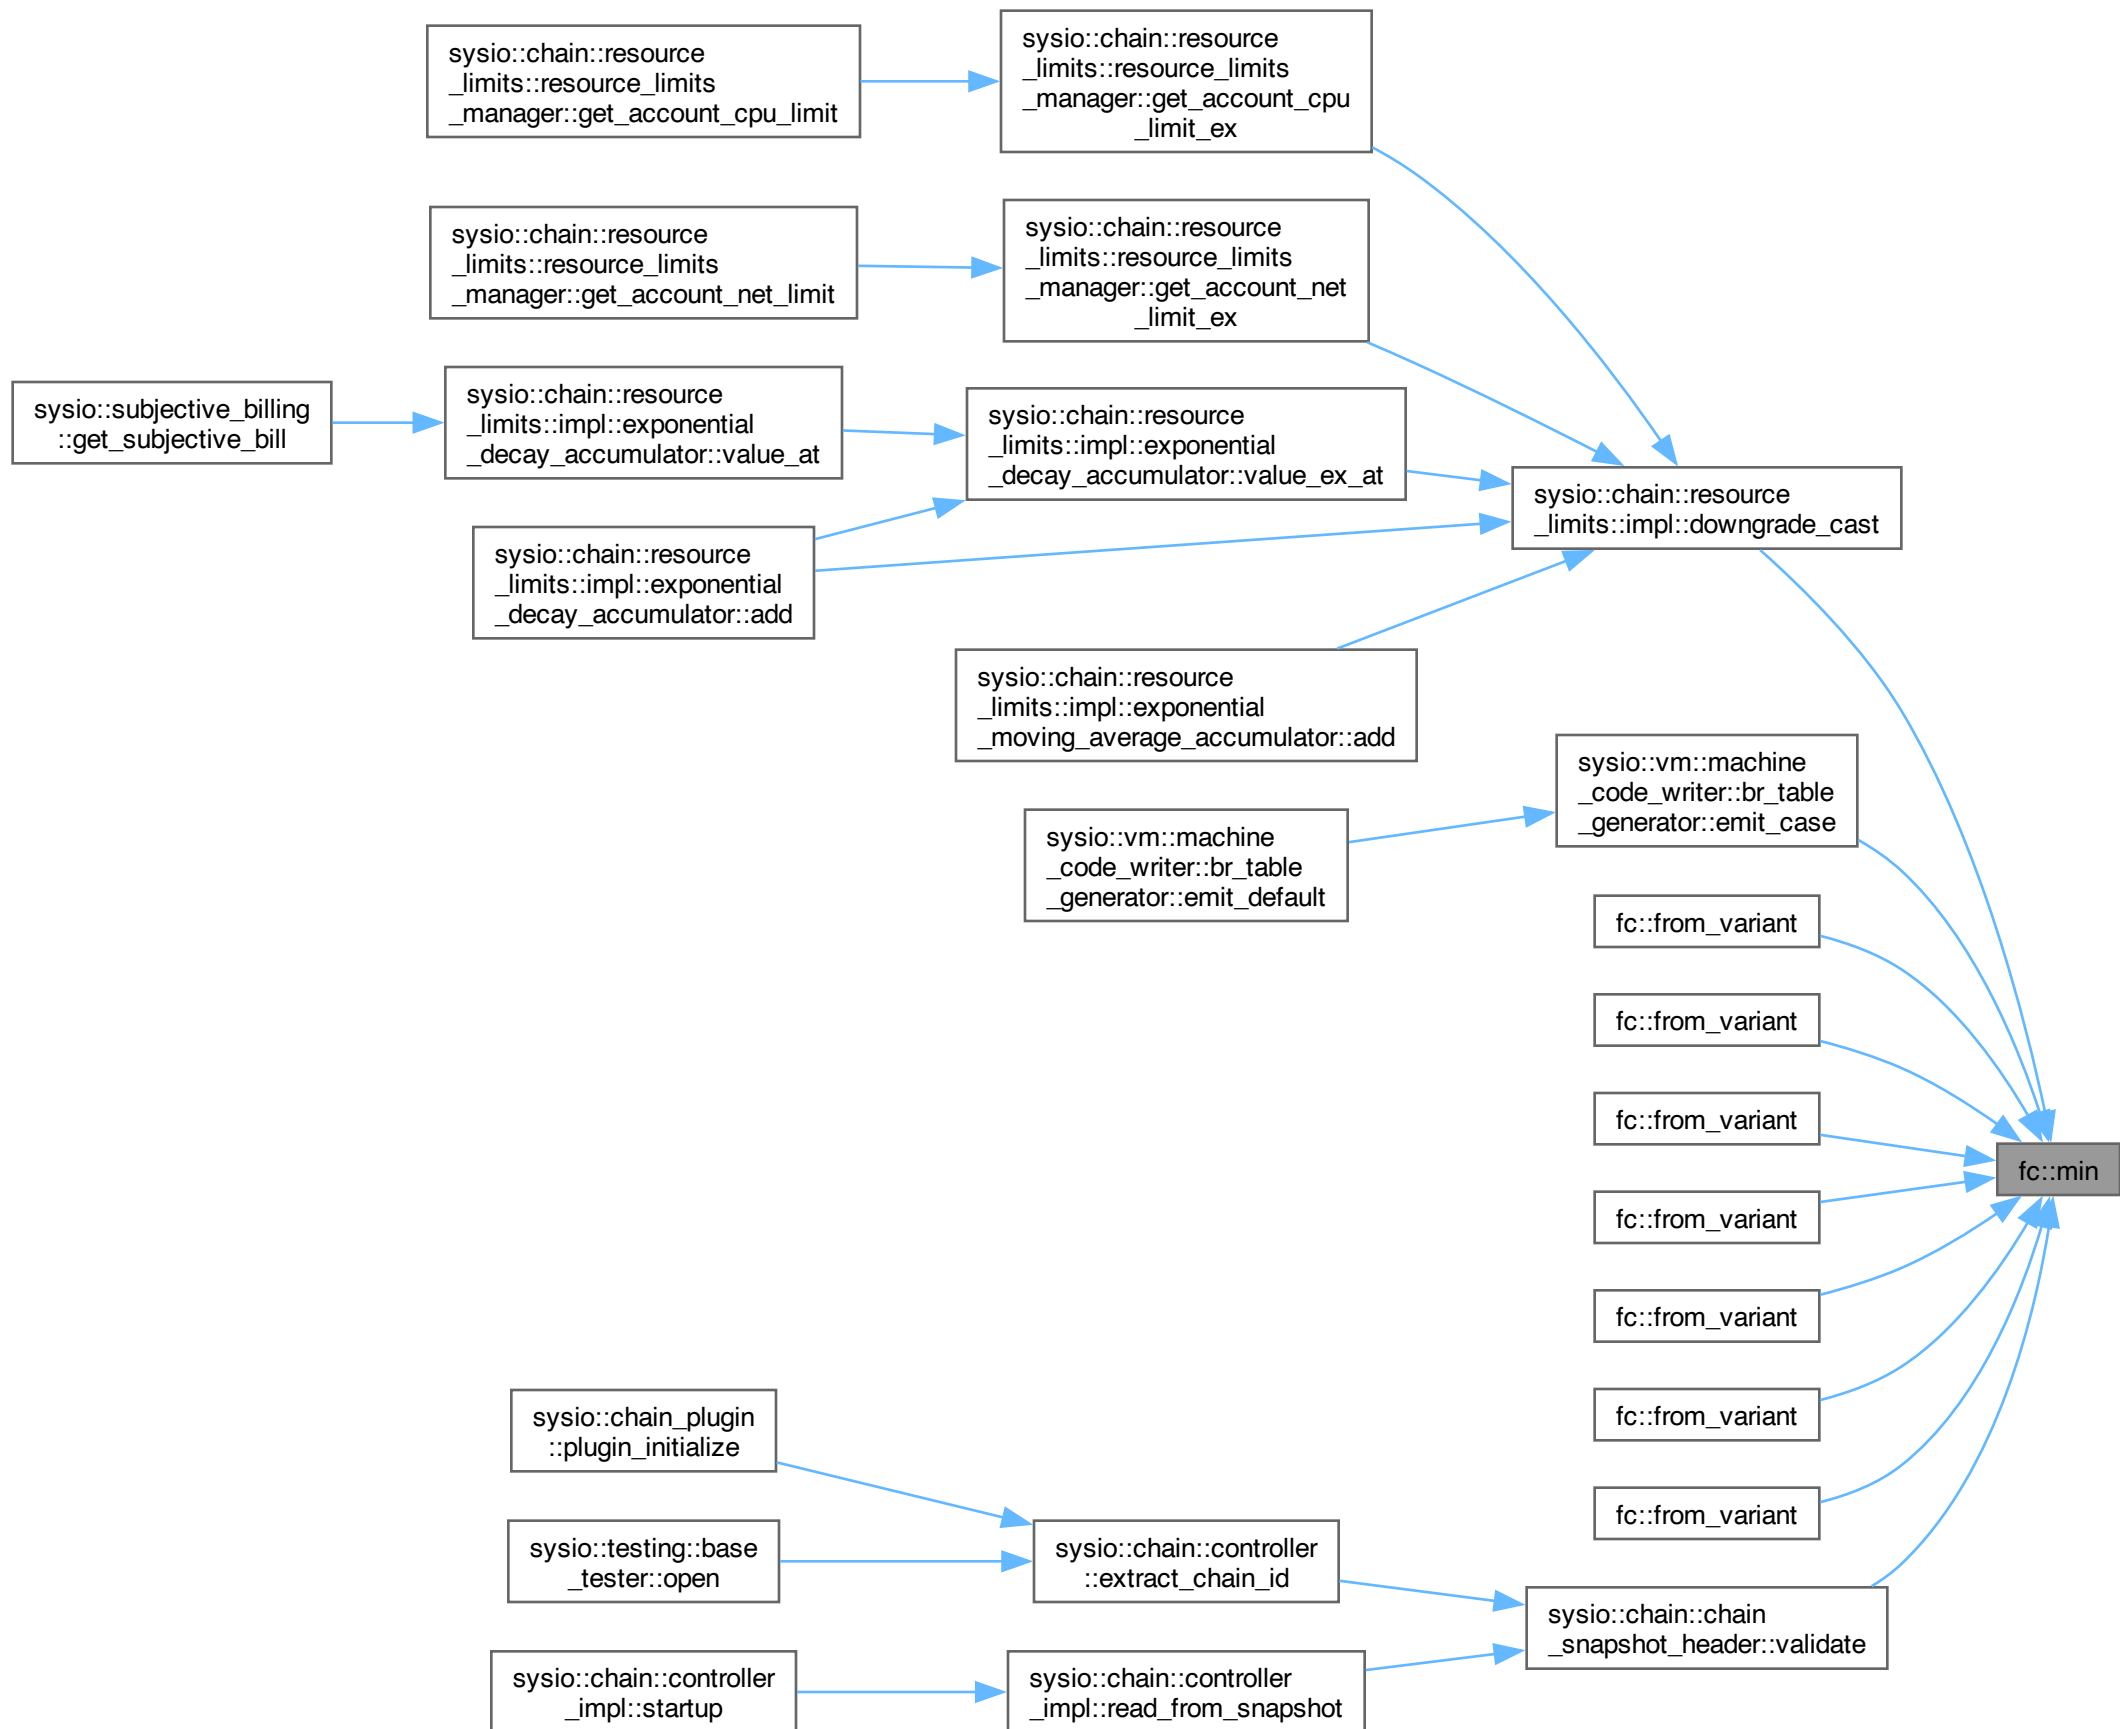 sysio::chain::resource
_limits::resource_limits
_manager::get_account_cpu_limit
sysio::chain::resource
_limits::resource_limits
_manager::get_account_cpu
_limit_ex
sysio::chain::resource
_limits::resource_limits
_manager::get_account_net_limit
sysio::chain::resource
_limits::resource_limits
_manager::get_account_net
_limit_ex
sysio::subjective_billing
::get_subjective_bill
sysio::chain::resource
_limits::impl::exponential
_decay_accumulator::value_at
sysio::chain::resource
_limits::impl::exponential
_decay_accumulator::value_ex_at
sysio::chain::resource
_limits::impl::downgrade_cast
sysio::chain::resource
_limits::impl::exponential
_decay_accumulator::add
sysio::chain::resource
_limits::impl::exponential
_moving_average_accumulator::add
sysio::vm::machine
_code_writer::br_table
_generator::emit_case
sysio::vm::machine
_code_writer::br_table
_generator::emit_default
fc::from_variant
fc::from_variant
fc::from_variant
fc::min
fc::from_variant
fc::from_variant
fc::from_variant
fc::from_variant
sysio::chain_plugin
::plugin_initialize
sysio::testing::base
_tester::open
sysio::chain::controller
::extract_chain_id
sysio::chain::chain
_snapshot_header::validate
sysio::chain::controller
_impl::startup
sysio::chain::controller
_impl::read_from_snapshot